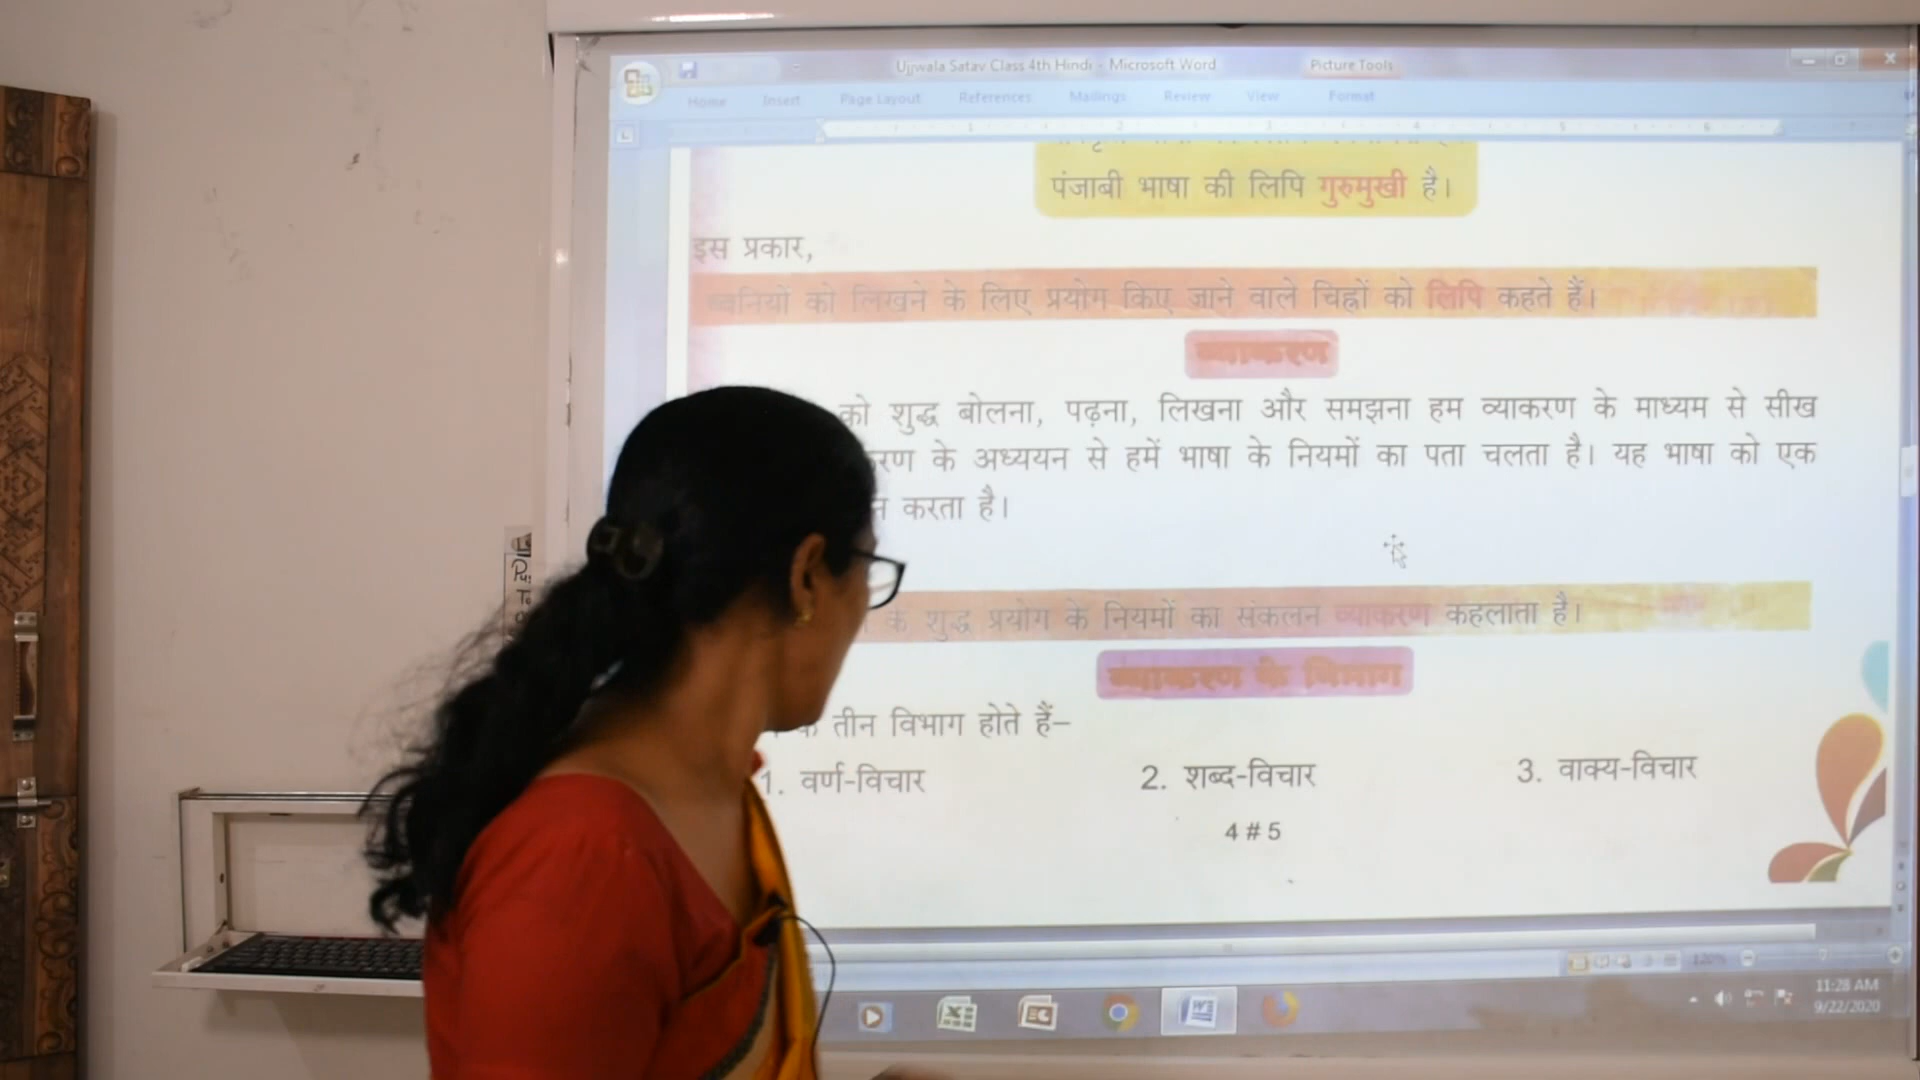 Ujjwala Satav Class 4th Hindi - Microsoft Word
Picture Tools
Home Insert Page Layout References Mailings Review View Format
पंजाबी भाषा की लिपि गुरुमुखी है।
इस प्रकार,
ध्वनियों को लिखने के लिए प्रयोग किए जाने वाले चिह्नों को लिपि कहते हैं।
व्याकरण
को शुद्ध बोलना, पढ़ना, लिखना और समझना हम व्याकरण के माध्यम से सीख
के अध्ययन से हमें भाषा के नियमों का पता चलता है। यह भाषा को एक
करता है।
के शुद्ध प्रयोग के नियमों का संकलन व्याकरण कहलाता है।
व्याकरण के विभाग
तीन विभाग होते हैं–
1. वर्ण-विचार 2. शब्द-विचार 3. वाक्य-विचार
4 # 5
120%
11:28 AM
9/22/2020